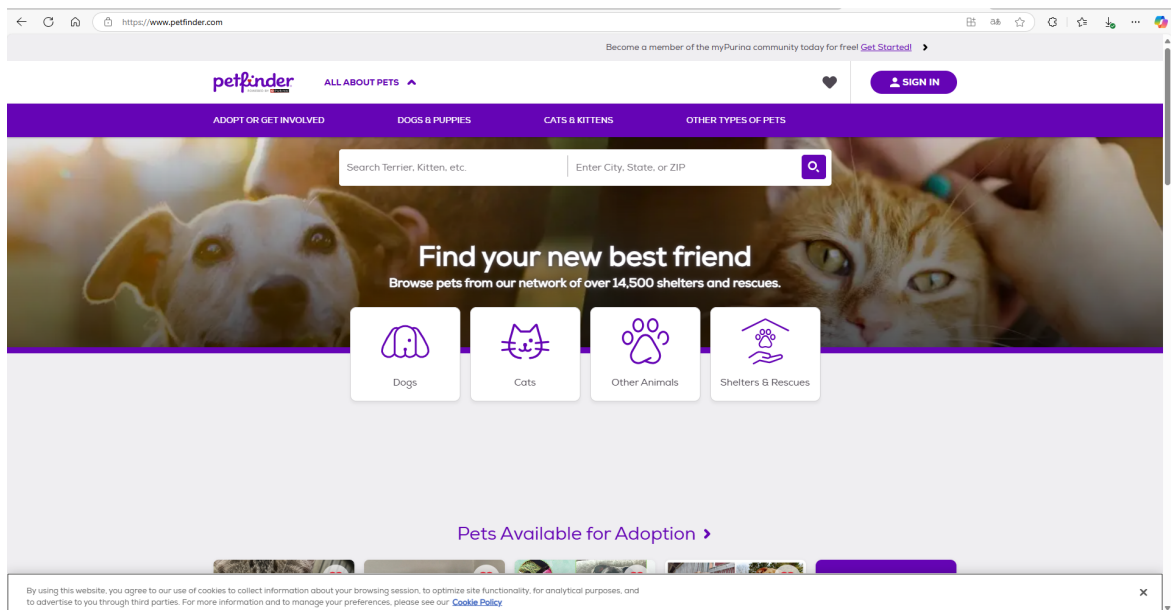 https://www.petfinder.com
Become a member of the myPurina community today for free! Get Started!
petfinder
ALL ABOUT PETS
SIGN IN
ADOPT OR GET INVOLVED
DOGS & PUPPIES
CATS & KITTENS
OTHER TYPES OF PETS
Search Terrier, Kitten, etc.
Enter City, State, or ZIP
Find your new best friend
Browse pets from our network of over 14,500 shelters and rescues.
Dogs
Cats
Other Animals
Shelters & Rescues
Pets Available for Adoption
By using this website, you agree to our use of cookies to collect information about your browsing session, to optimize site functionality, for analytical purposes, and
to advertise to you through third parties. For more information and to manage your preferences, please see our Cookie Policy